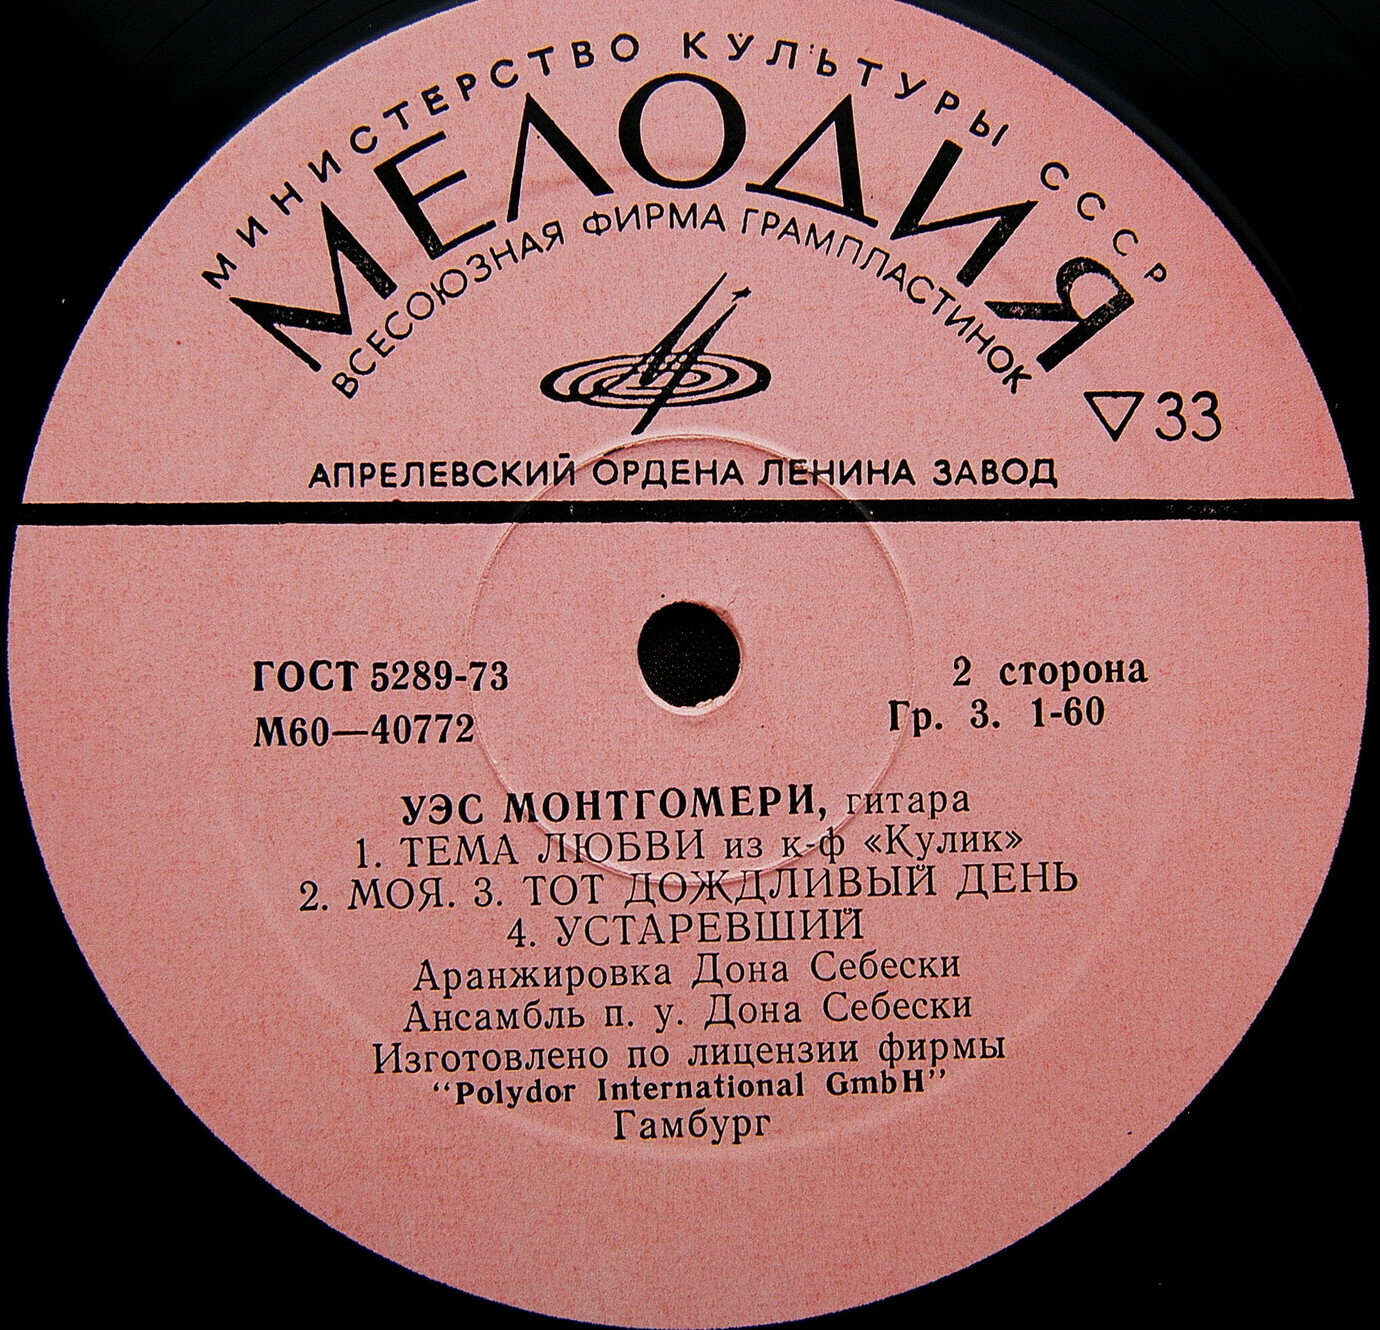 МИНИСТЕРСТВО КУЛЬТУРЫ СССР
МЕЛОДИЯ
ВСЕСОЮЗНАЯ ФИРМА ГРАМПЛАСТИНОК
33
АПРЕЛЕВСКИЙ ОРДЕНА ЛЕНИНА ЗАВОД
ГОСТ 5289-73
М60—40772
2 сторона
Гр. 3. 1-60
УЭС МОНТГОМЕРИ, гитара
1. ТЕМА ЛЮБВИ из к-ф «Кулик»
2. МОЯ. 3. ТОТ ДОЖДЛИВЫЙ ДЕНЬ
4. УСТАРЕВШИЙ
Аранжировка Дона Себески
Ансамбль п. у. Дона Себески
Изготовлено по лицензии фирмы
“Polydor International GmbH”
Гамбург